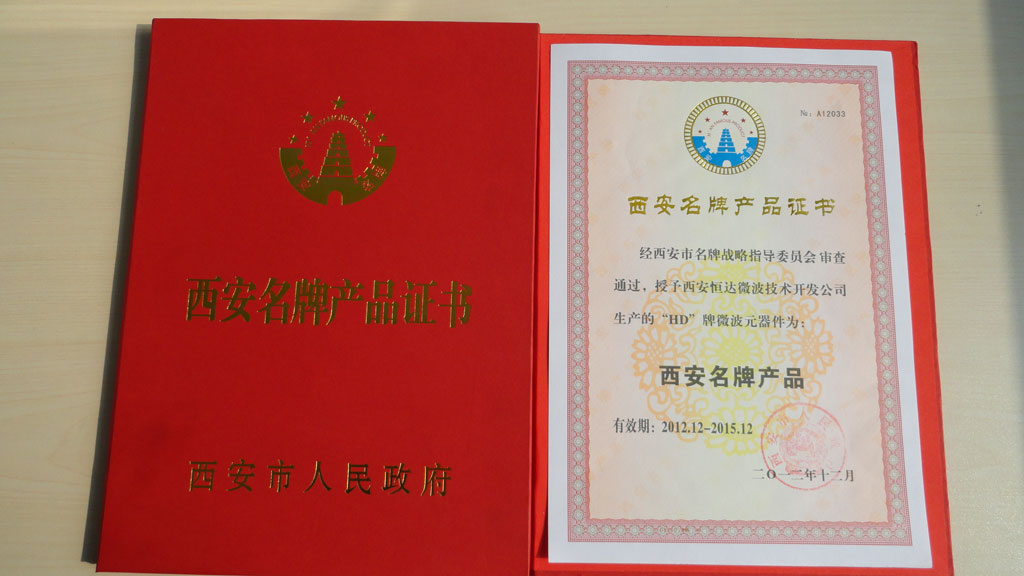 西安名牌产品证书
西安市人民政府
№: A12033
西安名牌产品证书
经西安市名牌战略指导委员会审查
通过，授予西安恒达微波技术开发公司
生产的“HD”牌微波元器件为：
西安名牌产品
有效期：2012.12-2015.12
二〇一二年十二月